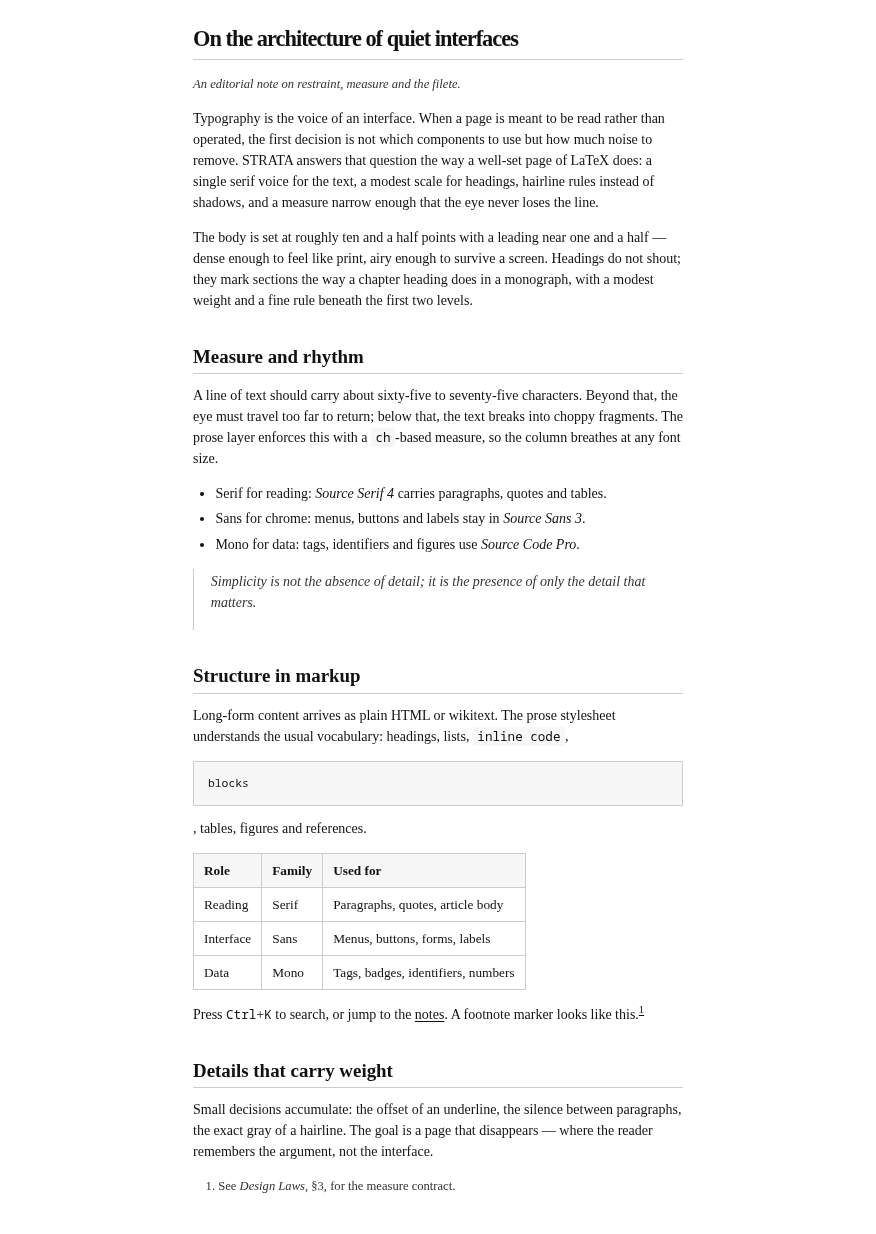 On the architecture of quiet interfaces
An editorial note on restraint, measure and the filete.
Typography is the voice of an interface. When a page is meant to be read rather than
operated, the first decision is not which components to use but how much noise to
remove. STRATA answers that question the way a well-set page of LaTeX does: a
single serif voice for the text, a modest scale for headings, hairline rules instead of
shadows, and a measure narrow enough that the eye never loses the line.
The body is set at roughly ten and a half points with a leading near one and a half —
dense enough to feel like print, airy enough to survive a screen. Headings do not shout;
they mark sections the way a chapter heading does in a monograph, with a modest
weight and a fine rule beneath the first two levels.
Measure and rhythm
A line of text should carry about sixty-five to seventy-five characters. Beyond that, the
eye must travel too far to return; below that, the text breaks into choppy fragments. The
prose layer enforces this with a ch-based measure, so the column breathes at any font
size.
• Serif for reading: Source Serif 4 carries paragraphs, quotes and tables.
• Sans for chrome: menus, buttons and labels stay in Source Sans 3.
• Mono for data: tags, identifiers and figures use Source Code Pro.
Simplicity is not the absence of detail; it is the presence of only the detail that
matters.
Structure in markup
Long-form content arrives as plain HTML or wikitext. The prose stylesheet
understands the usual vocabulary: headings, lists, inline code,
blocks
, tables, figures and references.
Role Family Used for
Reading Serif Paragraphs, quotes, article body
Interface Sans Menus, buttons, forms, labels
Data Mono Tags, badges, identifiers, numbers
Press Ctrl+K to search, or jump to the notes. A footnote marker looks like this.1
Details that carry weight
Small decisions accumulate: the offset of an underline, the silence between paragraphs,
the exact gray of a hairline. The goal is a page that disappears — where the reader
remembers the argument, not the interface.
1. See Design Laws, §3, for the measure contract.